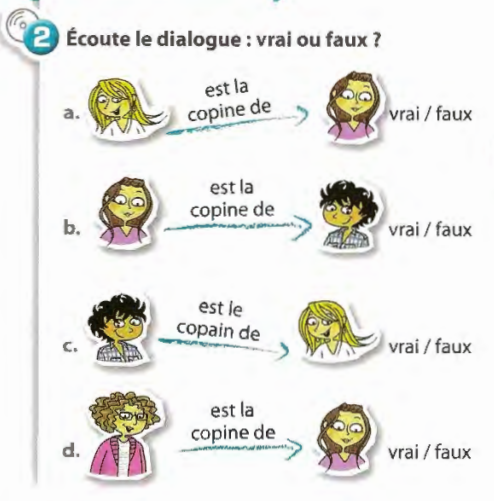 2 Écoute le dialogue : vrai ou faux ?
est la
copine de
a. vrai / faux
est la
copine de
b. vrai / faux
est le
copain de
c. vrai / faux
est la
copine de
d. vrai / faux